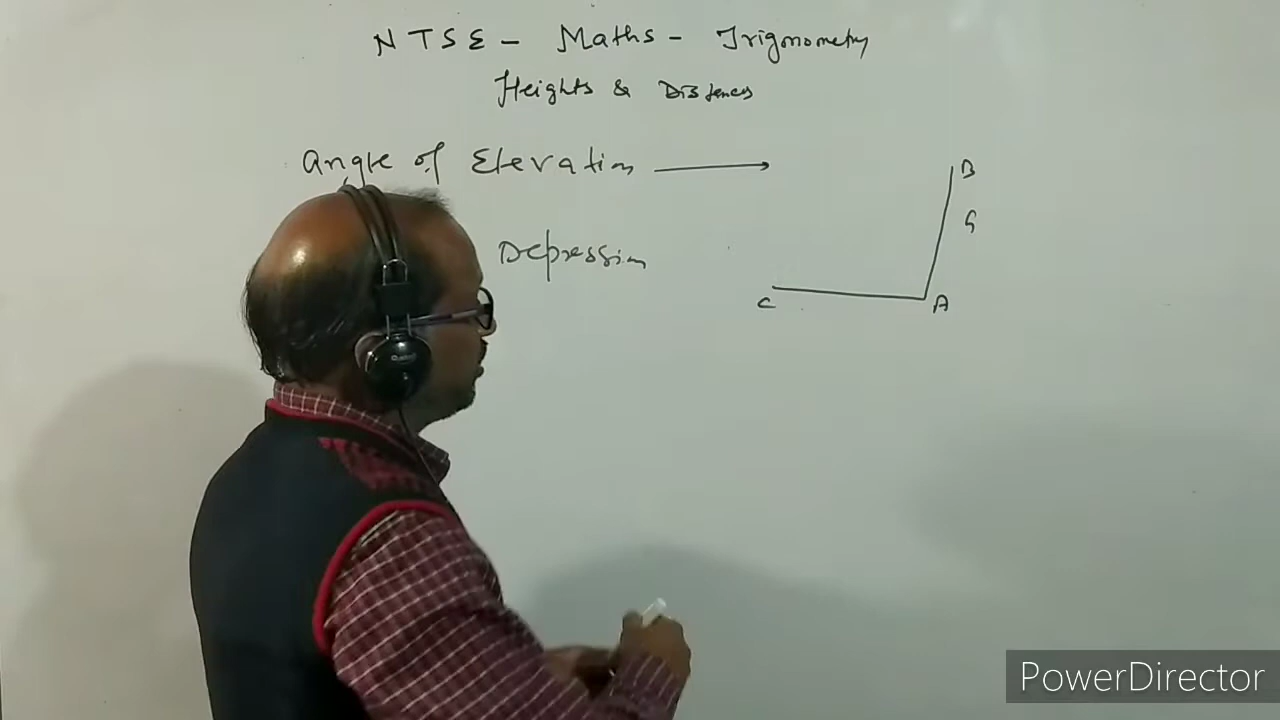 NTSE - Maths - Trigonometry
Heights & Distances
Angle of Elevation
Depression
B
C
A
PowerDirector